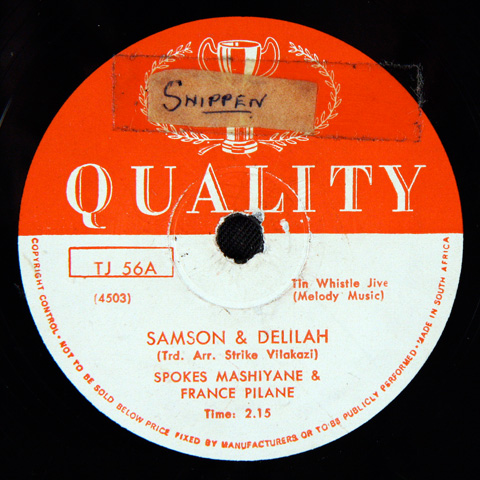 SNIPPEN
QUALITY
TJ 56A
(4503)
Tin Whistle Jive
(Melody Music)
SAMSON & DELILAH
(Trd. Arr. Strike Vilakazi)
SPOKES MASHIYANE &
FRANCE PILANE
Time: 2.15
COPYRIGHT CONTROL · NOT TO BE SOLD BELOW PRICE FIXED BY MANUFACTURERS OR TO BE PUBLICLY PERFORMED · MADE IN SOUTH AFRICA